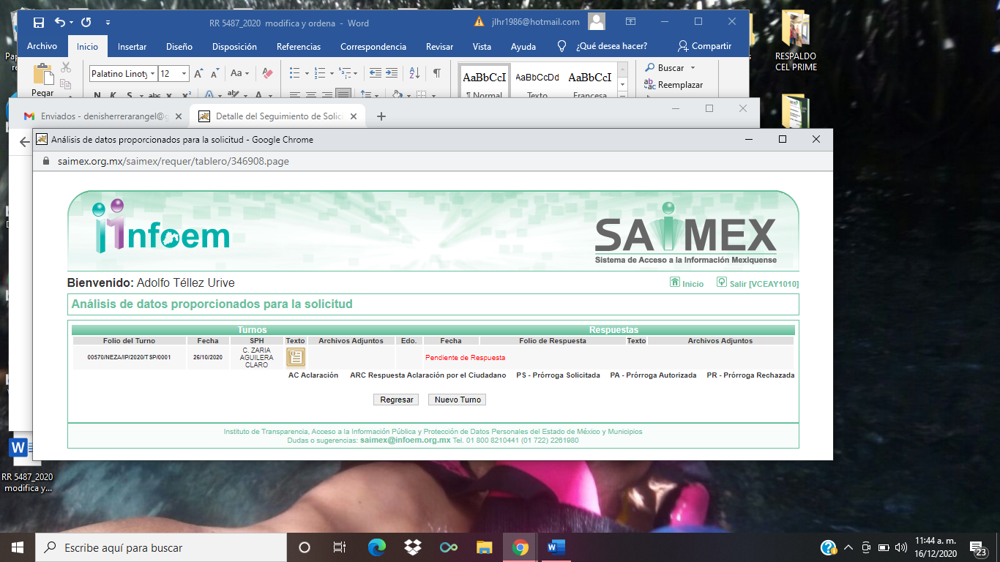 RR 5487_2020 modifica y ordena - Word
jlhr1986@hotmail.com
Archivo Inicio Insertar Diseño Disposición Referencias Correspondencia Revisar Vista Ayuda ¿Qué desea hacer? Compartir
Pegar
Palatino Linoty 12
N K S abc x x²
AaBbCcI AaBbCcDd AaBbCcI
¶ Normal Texto Francesa
Buscar
Reemplazar
RESPALDO
CEL PRIME
Enviados - denisherrerarangel@g
Detalle del Seguimiento de Solic
Análisis de datos proporcionados para la solicitud - Google Chrome
saimex.org.mx/saimex/requer/tablero/346908.page
infoem
SAIMEX
Sistema de Acceso a la Información Mexiquense
Bienvenido: Adolfo Téllez Urive
Inicio Salir [VCEAY1010]
Análisis de datos proporcionados para la solicitud
Turnos Respuestas
Folio del Turno Fecha SPH Texto Archivos Adjuntos Edo. Fecha Folio de Respuesta Texto Archivos Adjuntos
00570/NEZA/IP/2020/TSP/0001 26/10/2020 C. ZARIA AGUILERA CLARO Pendiente de Respuesta
AC Aclaración ARC Respuesta Aclaración por el Ciudadano PS - Prórroga Solicitada PA - Prórroga Autorizada PR - Prórroga Rechazada
Regresar Nuevo Turno
Instituto de Transparencia, Acceso a la Información Pública y Protección de Datos Personales del Estado de México y Municipios
Dudas o sugerencias: saimex@infoem.org.mx Tel. 01 800 8210441 (01 722) 2261980
RR 5487_2020
modifica y...
Escribe aquí para buscar
11:44 a. m.
16/12/2020
23